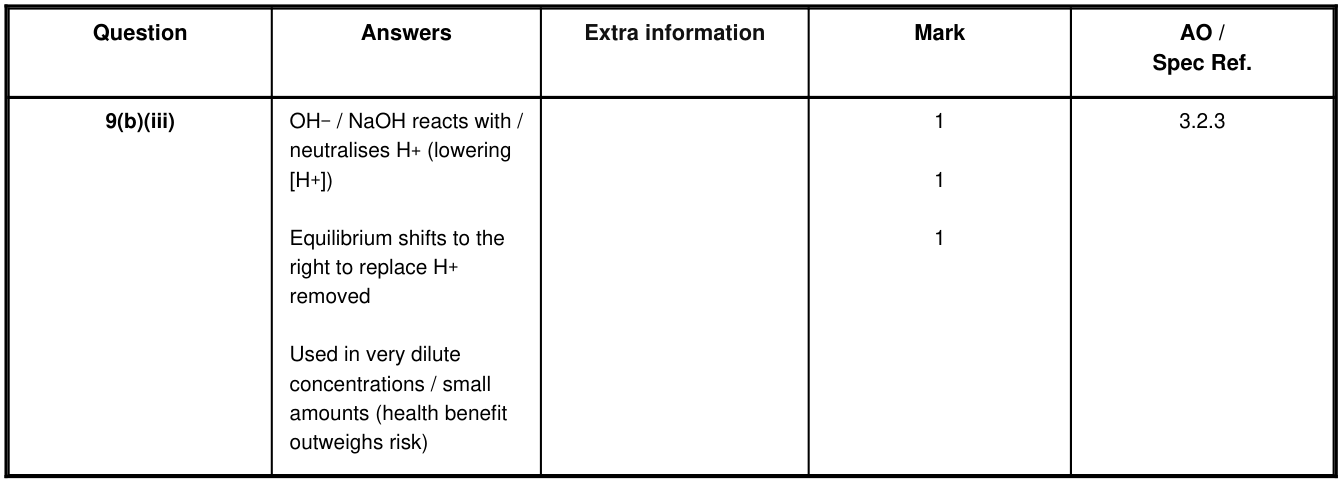 Question Answers Extra information Mark AO /
Spec Ref.
9(b)(iii) OH− / NaOH reacts with / 1 3.2.3
neutralises H+ (lowering
[H+]) 1
Equilibrium shifts to the 1
right to replace H+
removed
Used in very dilute
concentrations / small
amounts (health benefit
outweighs risk)